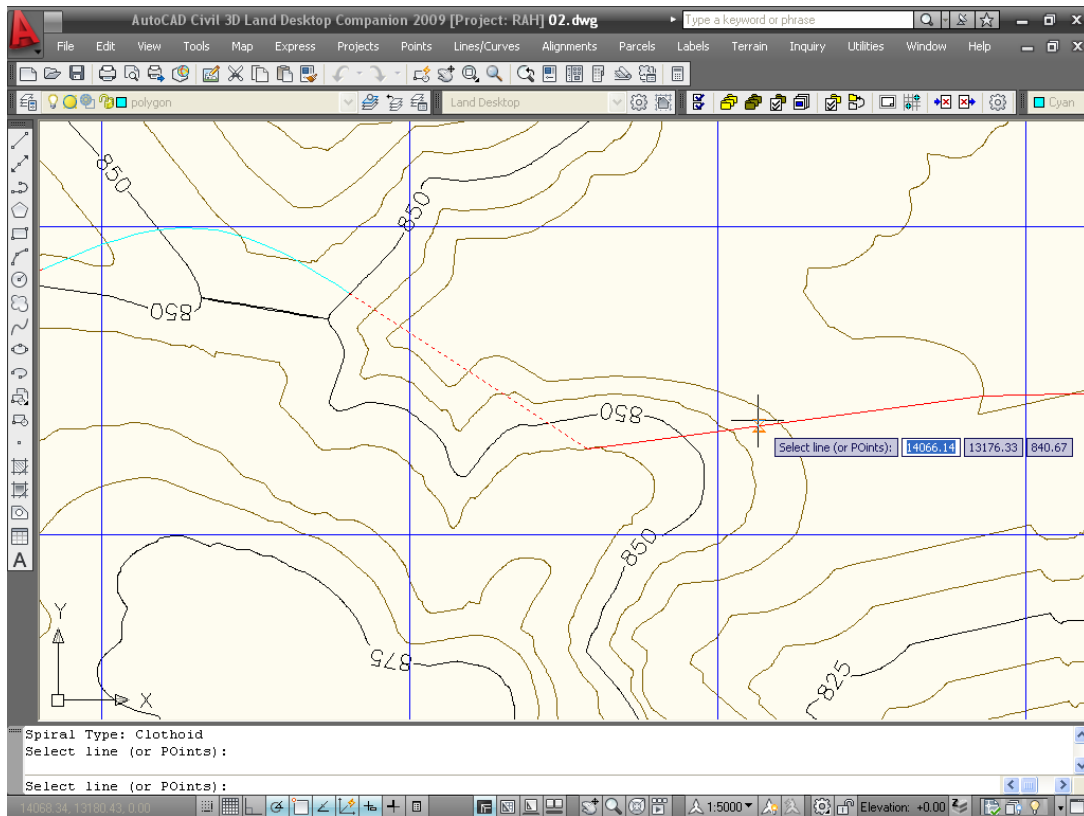 AutoCAD Civil 3D Land Desktop Companion 2009 [Project: RAH] 02.dwg
Type a keyword or phrase
File Edit View Tools Map Express Projects Points Lines/Curves Alignments Parcels Labels Terrain Inquiry Utilities Window Help
polygon
Land Desktop
Cyan
850
850
850
850
Select line (or POints): 14066.14 13176.33 840.67
850
875
825
Y
X
A
Spiral Type: Clothoid
Select line (or POints):
Select line (or POints):
14068.34, 13180.43, 0.00
1:5000
Elevation: +0.00